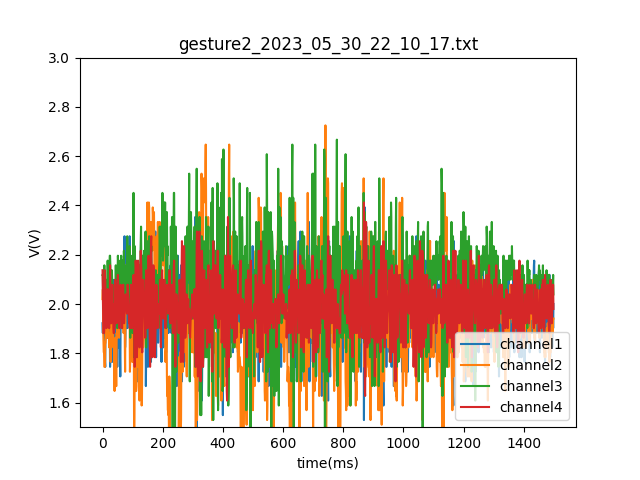 gesture2_2023_05_30_22_10_17.txt
3.0
2.8
2.6
2.4
2.2
2.0
1.8
1.6
V(V)
channel1
channel2
channel3
channel4
0 200 400 600 800 1000 1200 1400
time(ms)